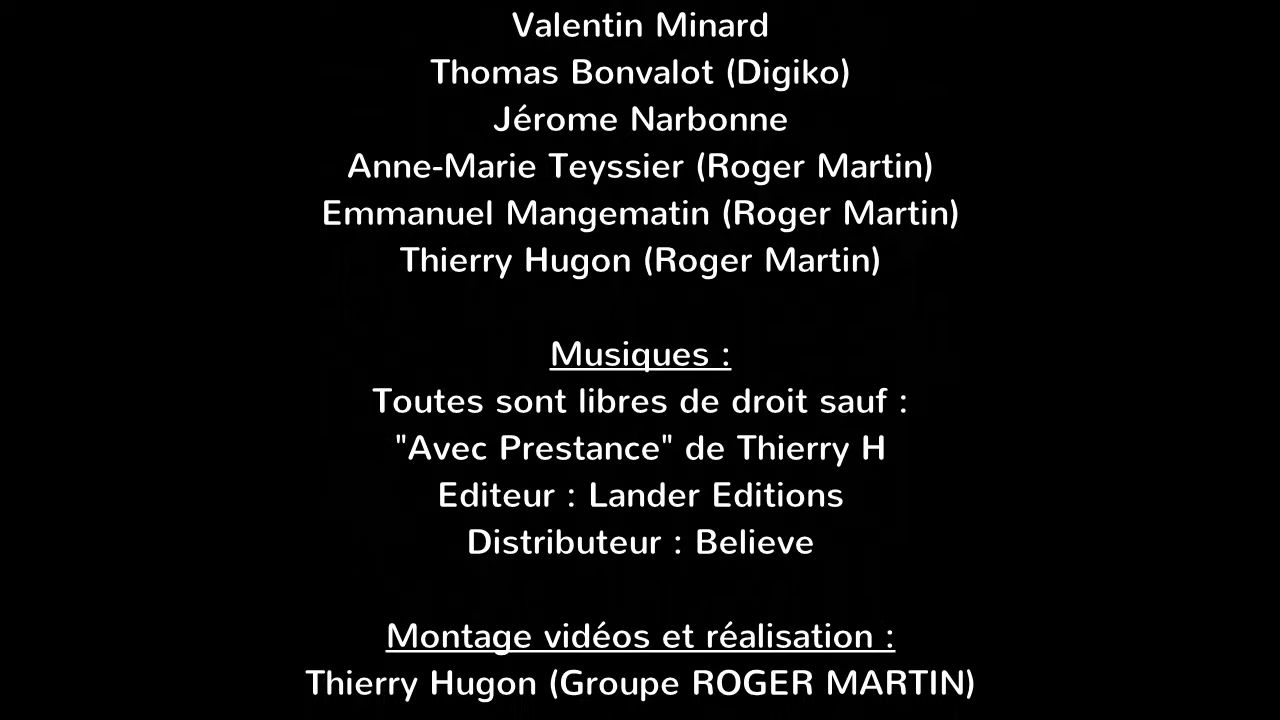 Valentin Minard
Thomas Bonvalot (Digiko)
Jérome Narbonne
Anne-Marie Teyssier (Roger Martin)
Emmanuel Mangematin (Roger Martin)
Thierry Hugon (Roger Martin)
Musiques :
Toutes sont libres de droit sauf :
"Avec Prestance" de Thierry H
Editeur : Lander Editions
Distributeur : Believe
Montage vidéos et réalisation :
Thierry Hugon (Groupe ROGER MARTIN)